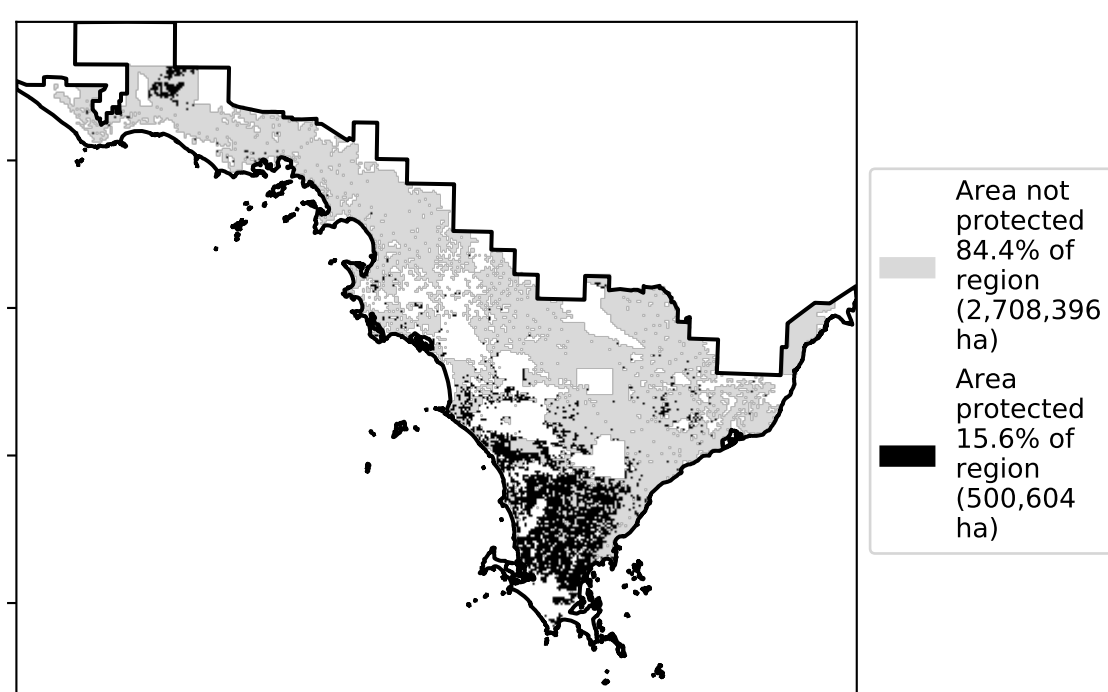 Area not
protected
84.4% of
region
(2,708,396
ha)
Area
protected
15.6% of
region
(500,604
ha)